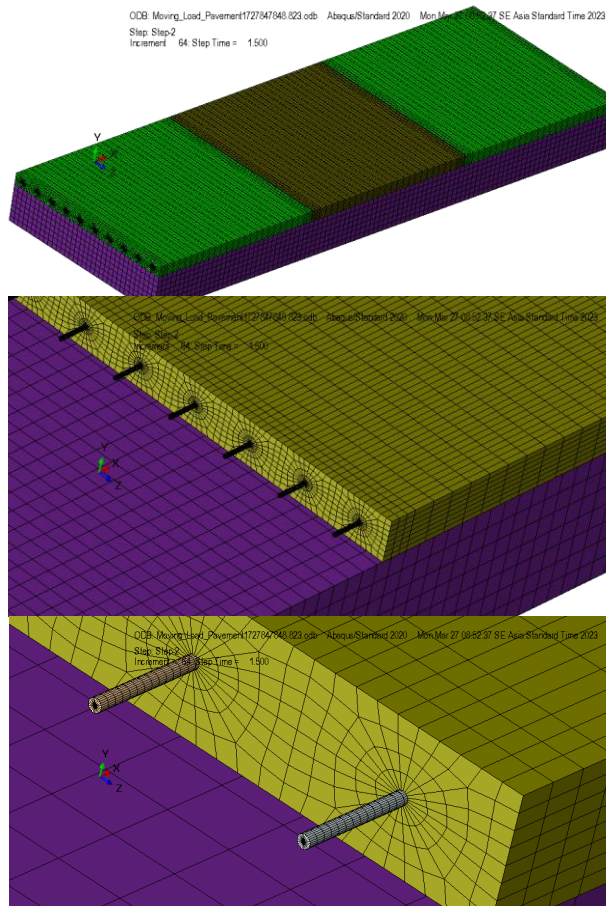 ODB: Moving_Load_Pavement1727847848.823.odb Abaqus/Standard 2020 Mon Mar 27 08:52:37 SE Asia Standard Time 2023
Step: Step-2
Increment 64: Step Time = 1.500
Y
X
Z
ODB: Moving_Load_Pavement1727847848.823.odb Abaqus/Standard 2020 Mon Mar 27 08:52:37 SE Asia Standard Time 2023
Step: Step-2
Increment 64: Step Time = 1.500
Y
X
Z
ODB: Moving_Load_Pavement1727847848.823.odb Abaqus/Standard 2020 Mon Mar 27 08:52:37 SE Asia Standard Time 2023
Step: Step-2
Increment 64: Step Time = 1.500
Y
X
Z